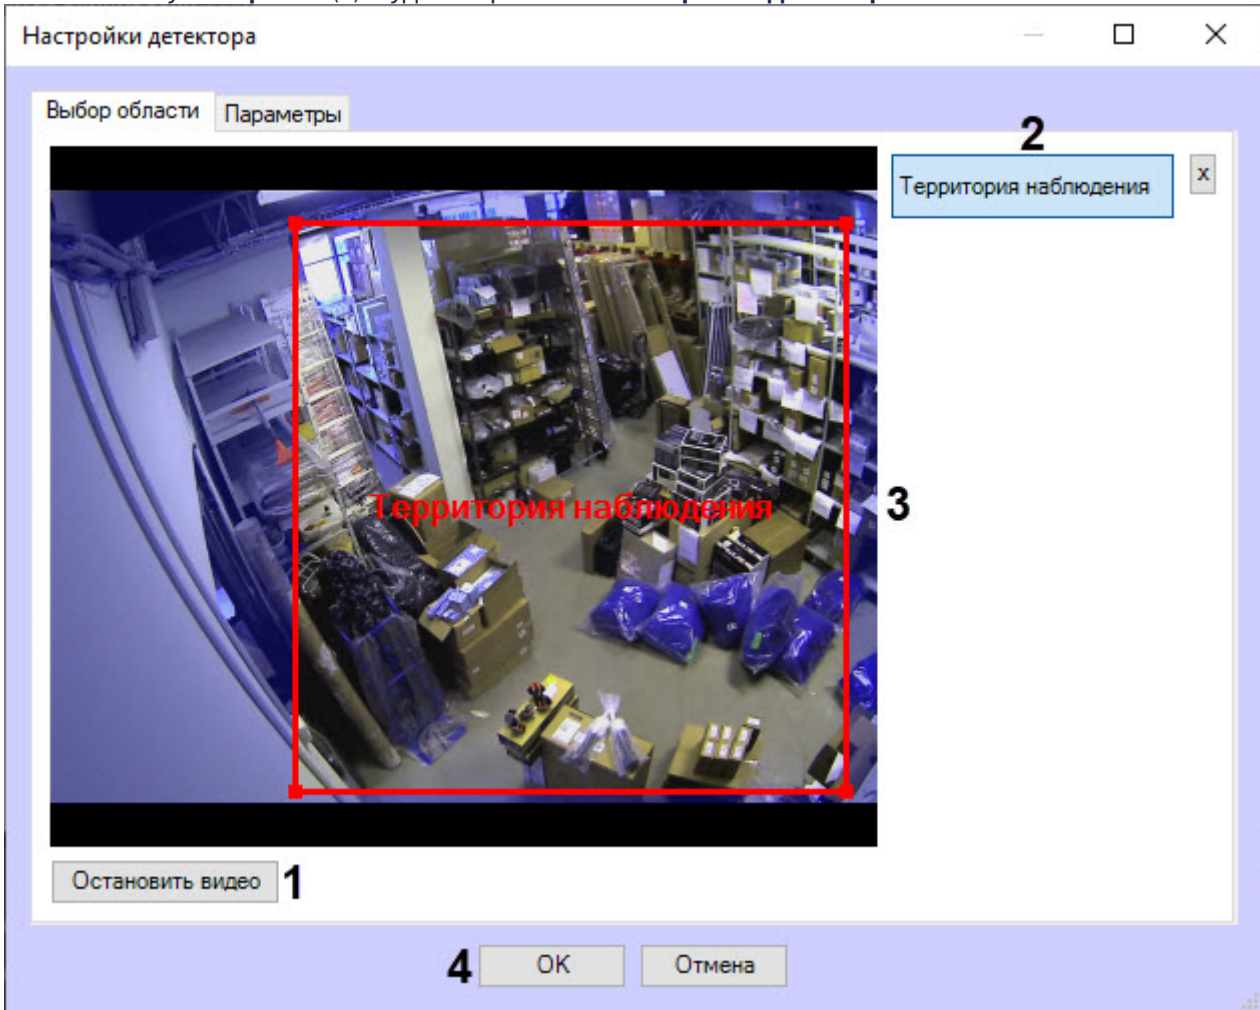 Настройки детектора
Выбор области
Параметры
2
Территория наблюдения
x
Территория наблюдения
3
Остановить видео
1
4
OK
Отмена